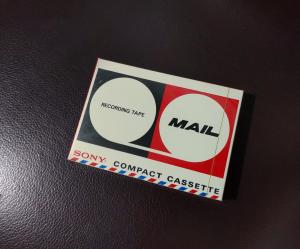 RECORDING TAPE
MAIL
SONY COMPACT CASSETTE